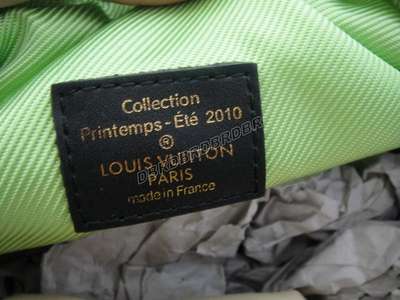 Collection
Printemps-Été 2010
®
LOUIS VUITTON
PARIS
made in France